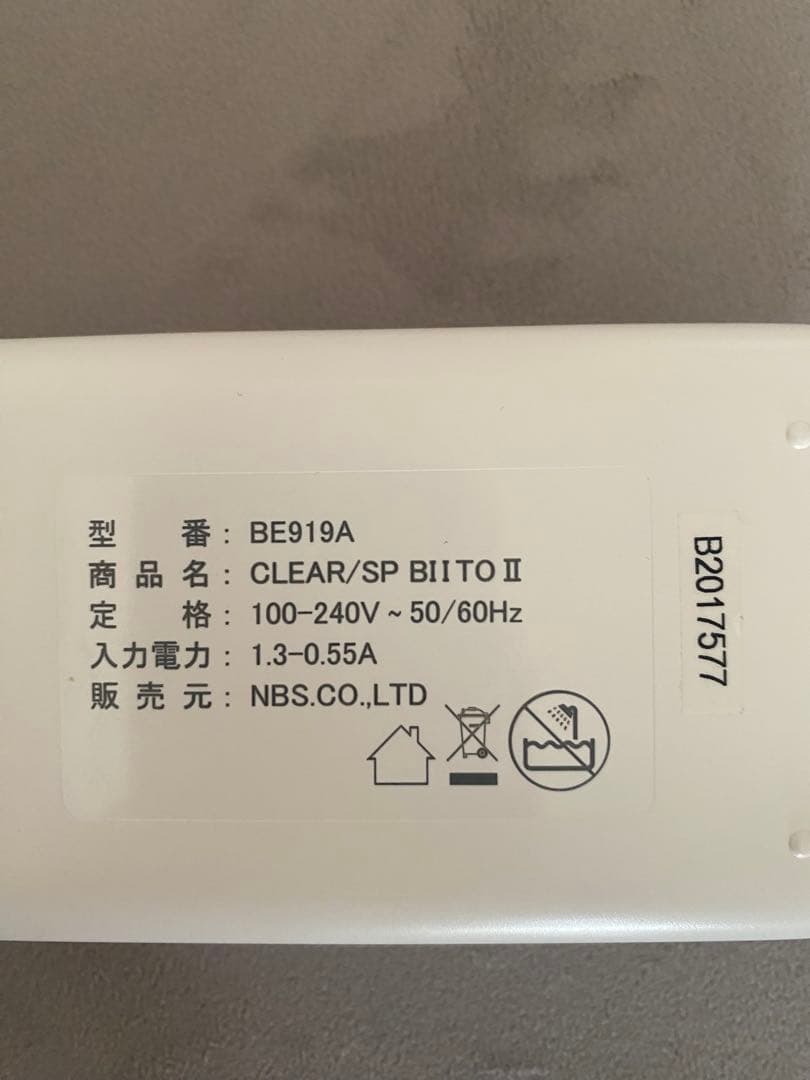 型 番 : BE919A
商 品 名 : CLEAR/SP BIITO II
定 格 : 100-240V ~ 50/60Hz
入力電力 : 1.3-0.55A
販 売 元 : NBS.CO.,LTD
B2017577